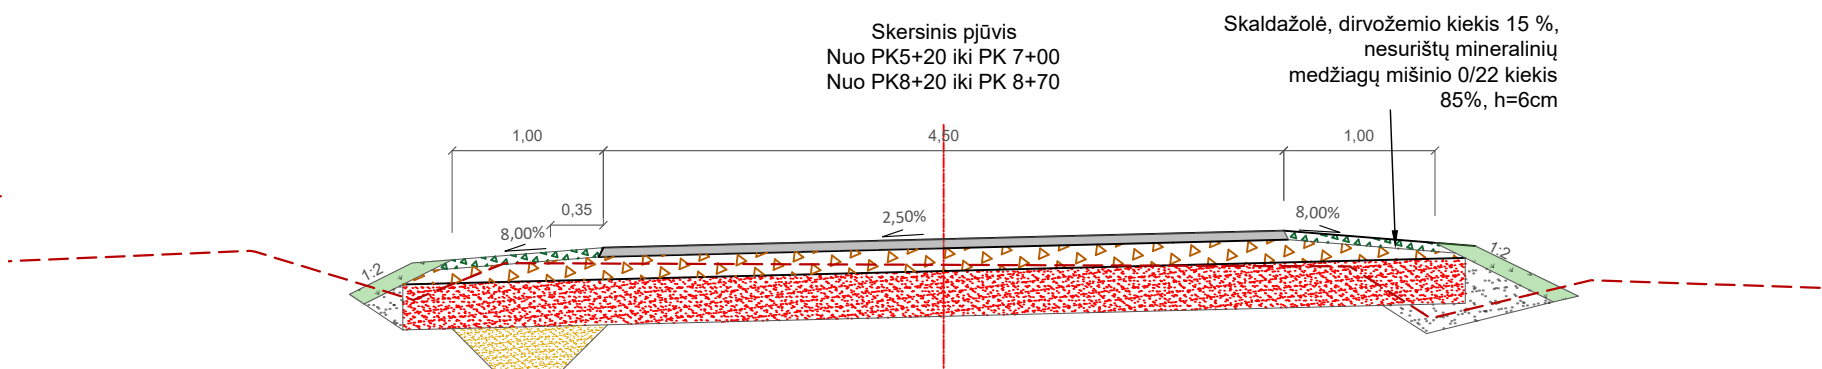 Skersinis pjūvis
Nuo PK5+20 iki PK 7+00
Nuo PK8+20 iki PK 8+70
Skaldažolė, dirvožemio kiekis 15 %,
nesurištų mineralinių
medžiagų mišinio 0/22 kiekis
85%, h=6cm
1,00
4,50
1,00
0,35
8,00%
2,50%
8,00%
1:2
1:2